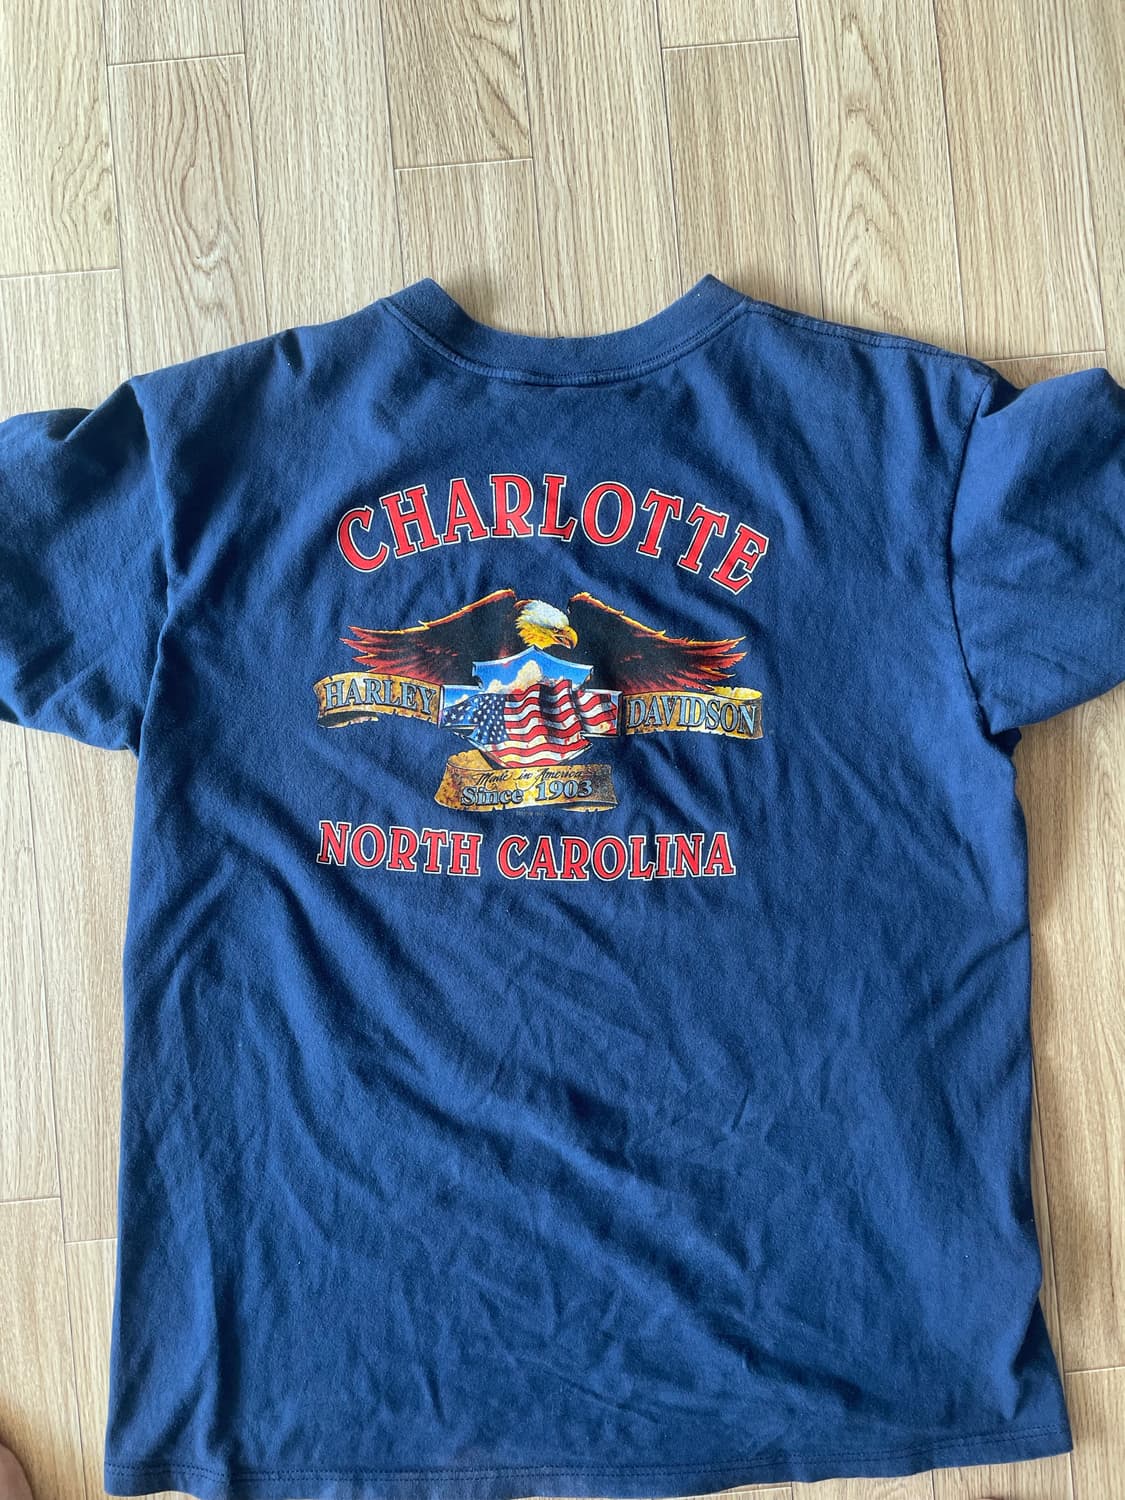 CHARLOTTE
HARLEY DAVIDSON
Made in America
Since 1903
NORTH CAROLINA